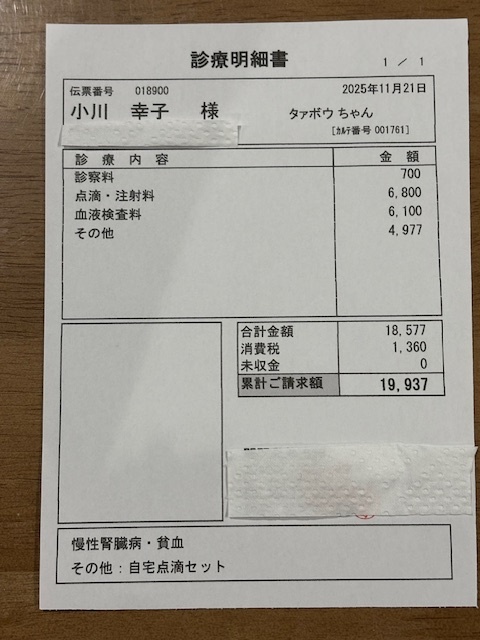 診療明細書 1 / 1
伝票番号 018900 2025年11月21日
小川 幸子 様 タァボウ ちゃん
[ｶﾙﾃ番号 001761]
診療内容 金額
診察料 700
点滴・注射料 6,800
血液検査料 6,100
その他 4,977
合計金額 18,577
消費税 1,360
未収金 0
累計ご請求額 19,937
慢性腎臓病・貧血
その他：自宅点滴セット